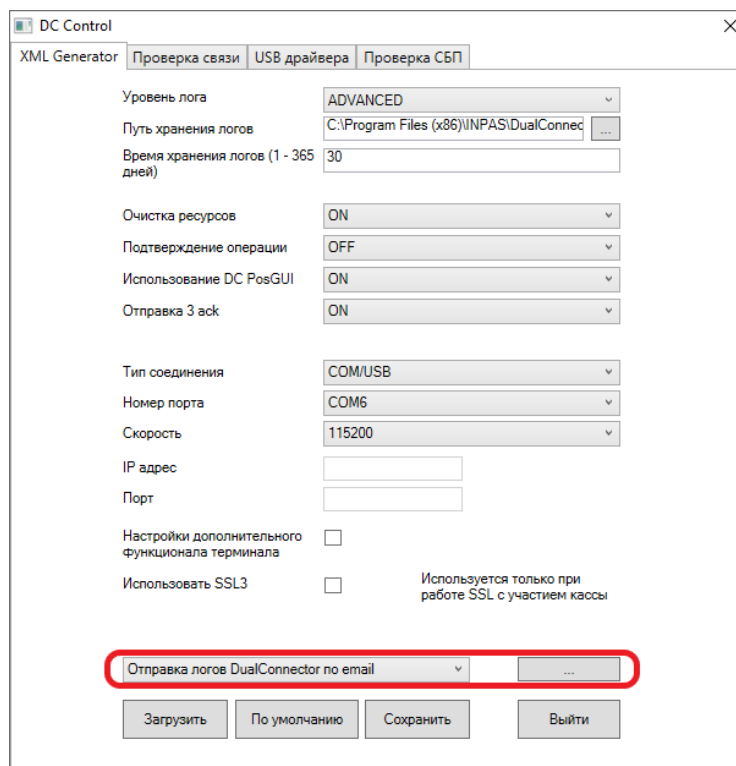 DC Control
XML Generator Проверка связи USB драйвера Проверка СБП
Уровень лога ADVANCED
Путь хранения логов C:\Program Files (x86)\INPAS\DualConnec ...
Время хранения логов (1 - 365 30
дней)
Очистка ресурсов ON
Подтверждение операции OFF
Использование DC PosGUI ON
Отправка 3 ack ON
Тип соединения COM/USB
Номер порта COM6
Скорость 115200
IP адрес
Порт
Настройки дополнительного
функционала терминала
Использовать SSL3 Используется только при
работе SSL с участием кассы
Отправка логов DualConnector по email ...
Загрузить По умолчанию Сохранить Выйти